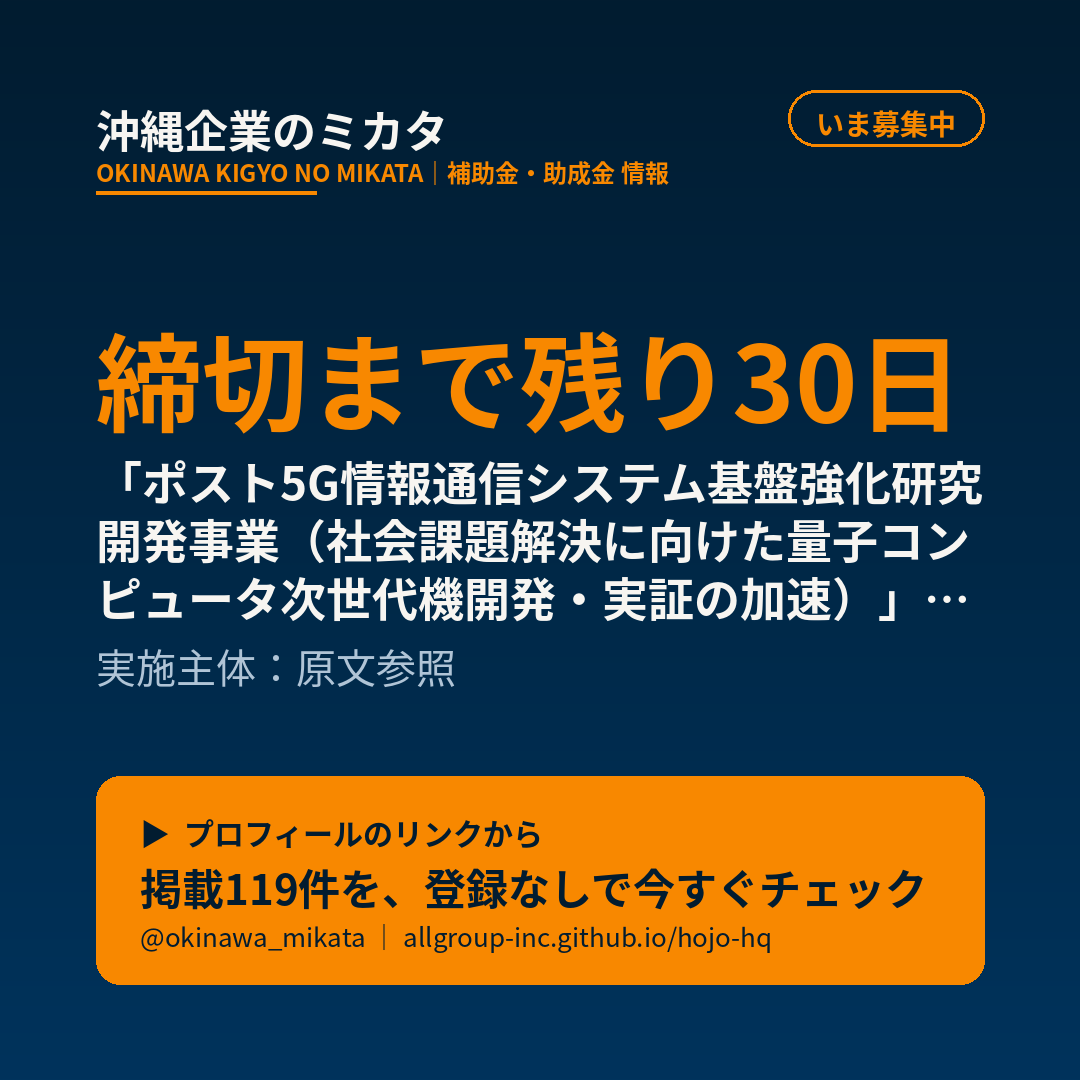 沖縄企業のミカタ
いま募集中
OKINAWA KIGYO NO MIKATA｜補助金・助成金 情報
締切まで残り30日
「ポスト5G情報通信システム基盤強化研究
開発事業（社会課題解決に向けた量子コン
ピュータ次世代機開発・実証の加速）」…
実施主体：原文参照
▶ プロフィールのリンクから
掲載119件を、登録なしで今すぐチェック
@okinawa_mikata ｜ allgroup-inc.github.io/hojo-hq